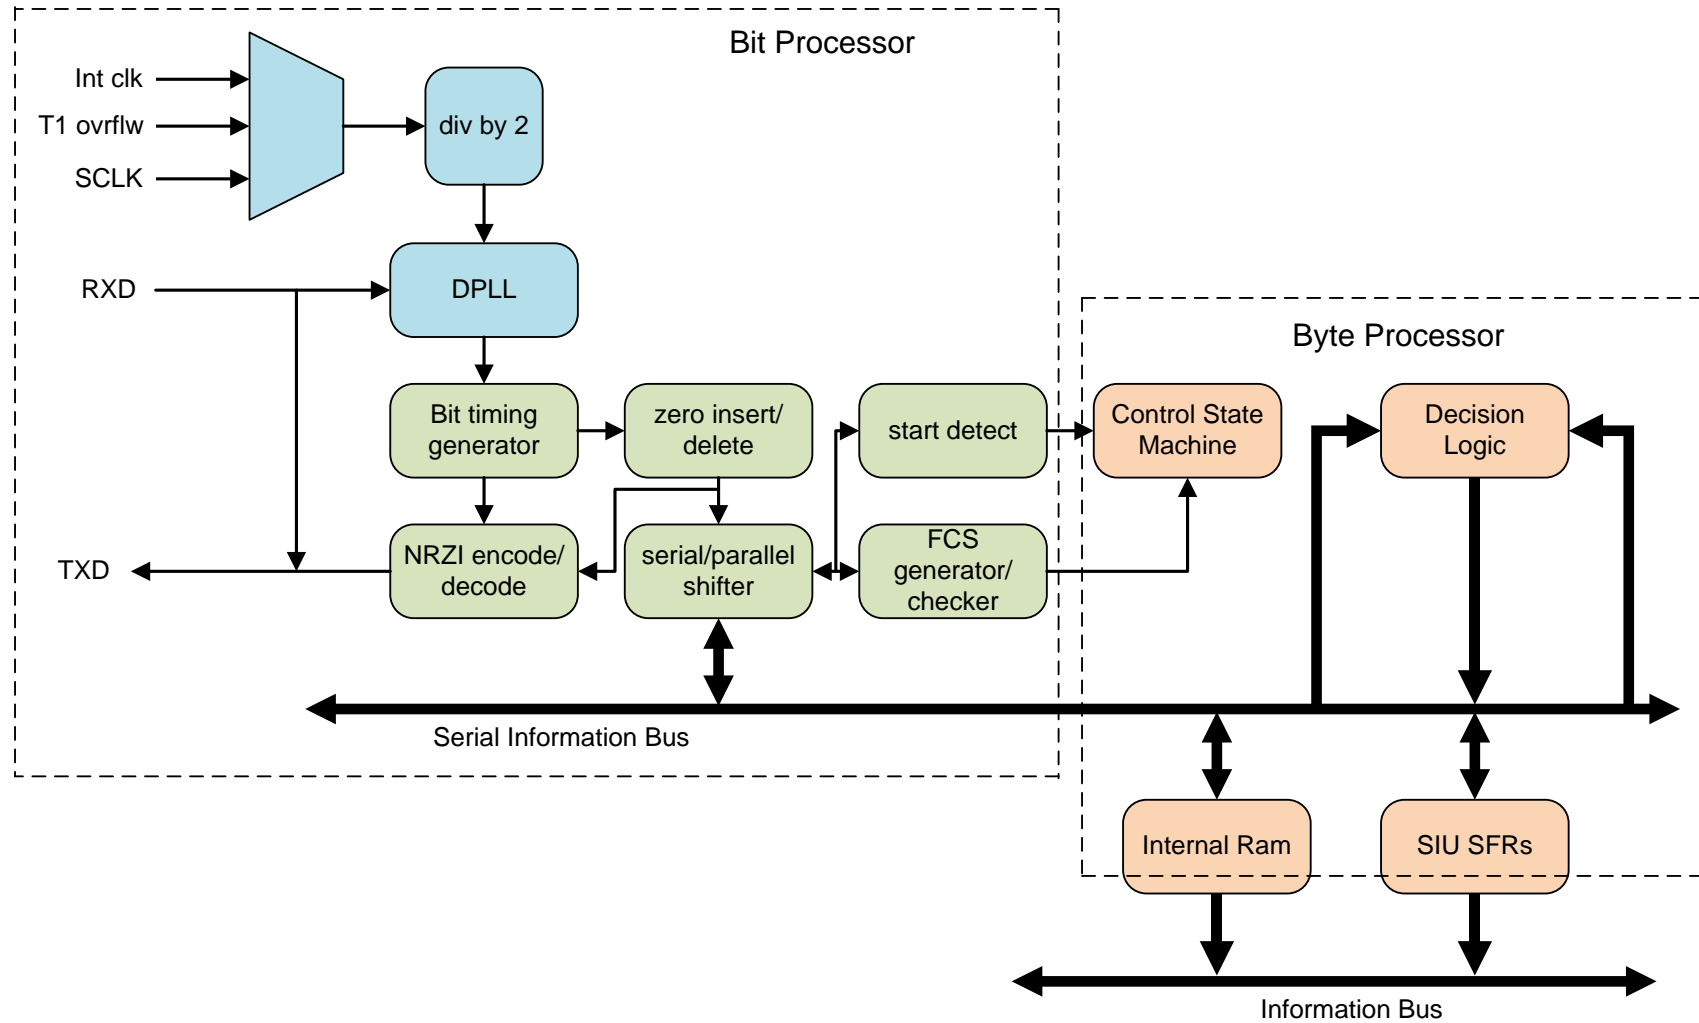 Bit Processor
Int clk
T1 ovrflw
SCLK
div by 2
RXD
DPLL
Byte Processor
Bit timing
generator
zero insert/
delete
start detect
Control State
Machine
Decision
Logic
TXD
NRZI encode/
decode
serial/parallel
shifter
FCS
generator/
checker
Serial Information Bus
Internal Ram
SIU SFRs
Information Bus